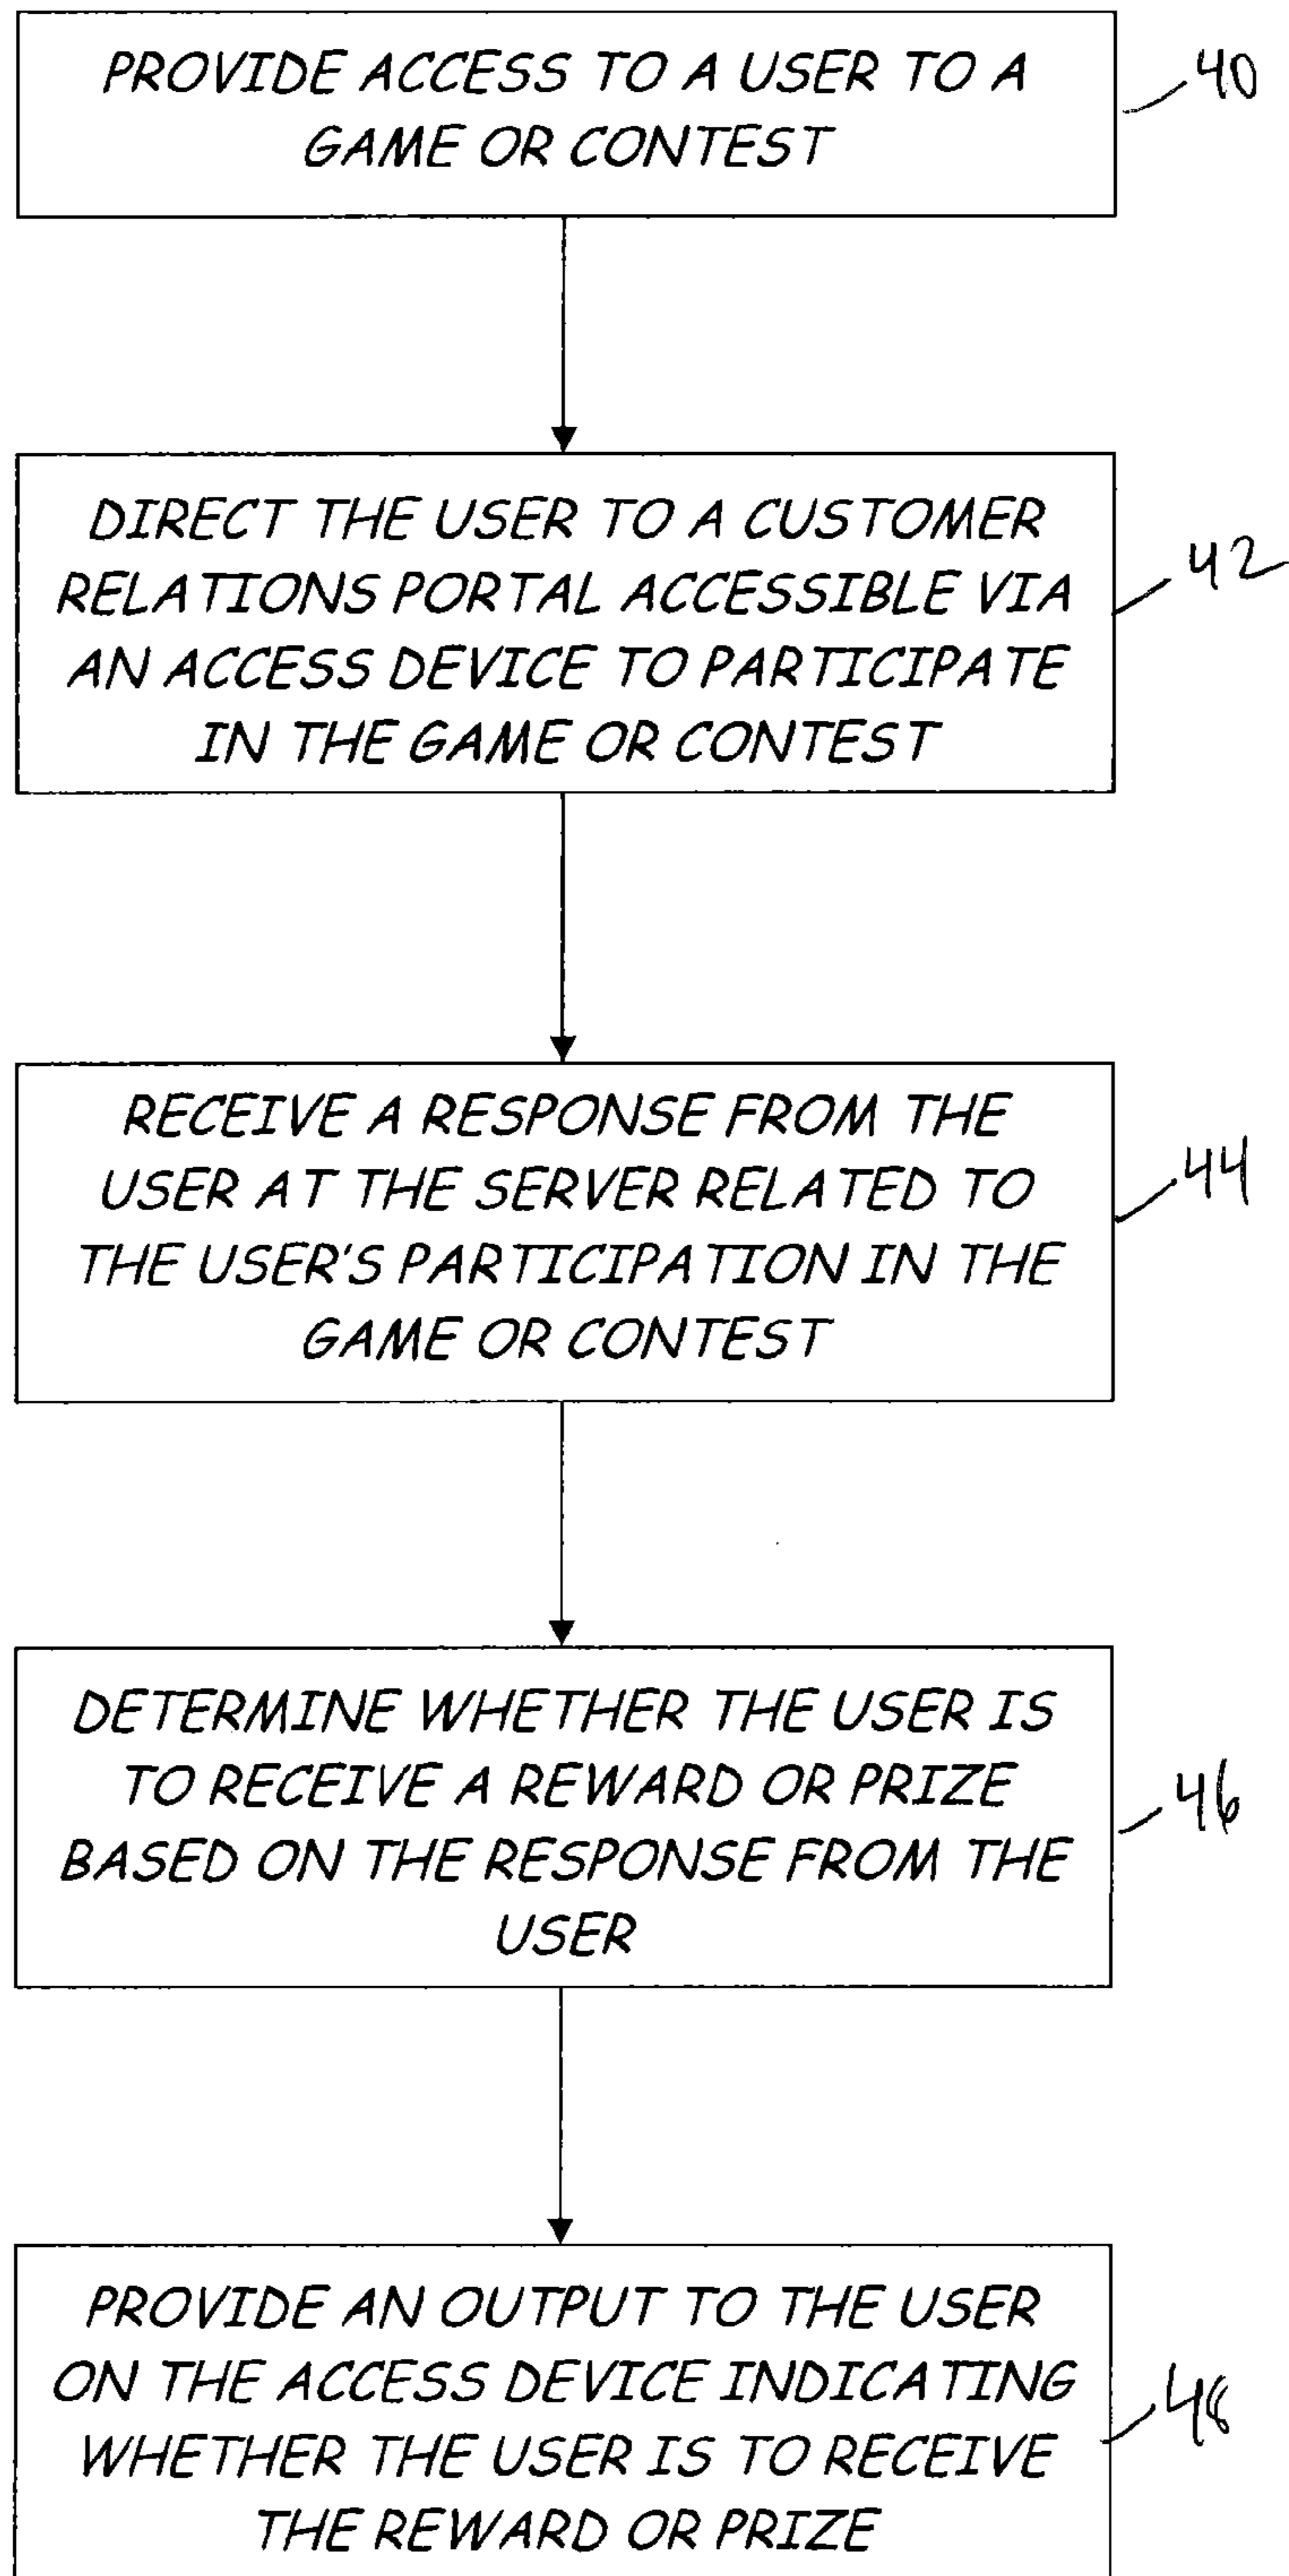 PROVIDE ACCESS TO A USER TO A
GAME OR CONTEST
40
DIRECT THE USER TO A CUSTOMER
RELATIONS PORTAL ACCESSIBLE VIA
AN ACCESS DEVICE TO PARTICIPATE
IN THE GAME OR CONTEST
42
RECEIVE A RESPONSE FROM THE
USER AT THE SERVER RELATED TO
THE USER'S PARTICIPATION IN THE
GAME OR CONTEST
44
DETERMINE WHETHER THE USER IS
TO RECEIVE A REWARD OR PRIZE
BASED ON THE RESPONSE FROM THE
USER
46
PROVIDE AN OUTPUT TO THE USER
ON THE ACCESS DEVICE INDICATING
WHETHER THE USER IS TO RECEIVE
THE REWARD OR PRIZE
48